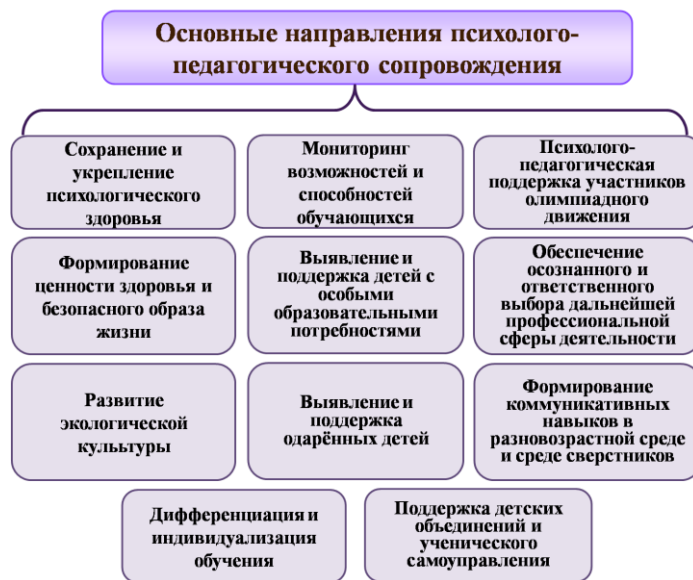 Основные направления психолого-
педагогического сопровождения
Сохранение и
укрепление
психологического
здоровья
Мониторинг
возможностей и
способностей
обучающихся
Психолого-
педагогическая
поддержка участников
олимпиадного
движения
Формирование
ценности здоровья и
безопасного образа
жизни
Выявление и
поддержка детей с
особыми
образовательными
потребностями
Обеспечение
осознанного и
ответственного
выбора дальнейшей
профессиональной
сферы деятельности
Развитие
экологической
кулььтуры
Выявление и
поддержка
одарённых детей
Формирование
коммуникативных
навыков в
разновозрастной среде
и среде сверстников
Дифференциация и
индивидуализация
обучения
Поддержка детских
объединений и
ученического
самоуправления